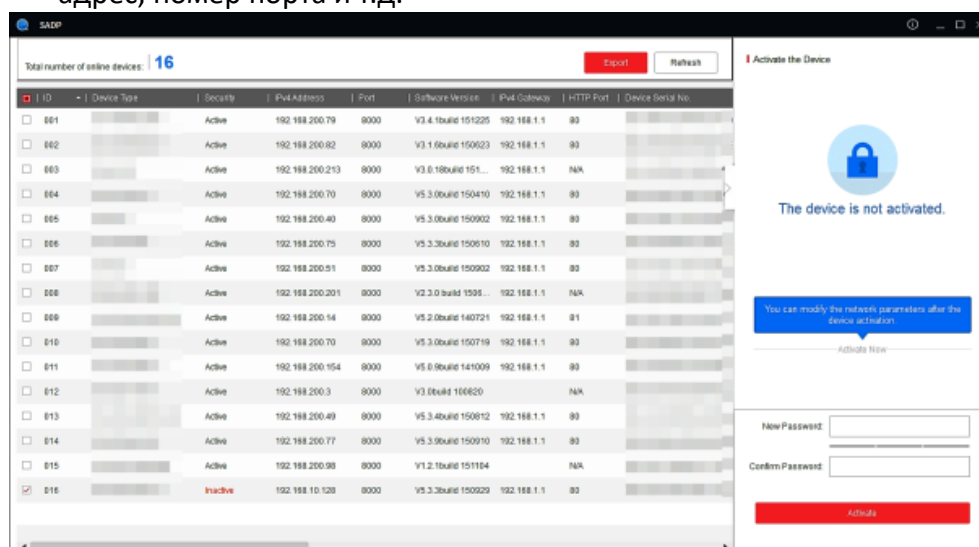 адрес, номер порта и т.д.
SADP
Total number of online devices: 16
Export
Refresh
ID | Device Type | Security | IPv4 Address | Port | Software Version | IPv4 Gateway | HTTP Port | Device Serial No.
001 Active 192.168.200.79 8000 V3.4.1build 151225 192.168.1.1 80
002 Active 192.168.200.82 8000 V3.1.6build 150623 192.168.1.1 80
003 Active 192.168.200.213 8000 V3.0.18build 151... 192.168.1.1 N/A
004 Active 192.168.200.70 8000 V5.3.0build 150410 192.168.1.1 80
005 Active 192.168.200.40 8000 V5.3.0build 150902 192.168.1.1 80
006 Active 192.168.200.75 8000 V5.3.3build 150610 192.168.1.1 80
007 Active 192.168.200.51 8000 V5.3.0build 150902 192.168.1.1 80
008 Active 192.168.200.201 8000 V2.3.0 build 1506... 192.168.1.1 N/A
009 Active 192.168.200.14 8000 V5.2.0build 140721 192.168.1.1 81
010 Active 192.168.200.70 8000 V5.3.0build 150719 192.168.1.1 80
011 Active 192.168.200.154 8000 V5.0.9build 141009 192.168.1.1 80
012 Active 192.168.200.3 8000 V3.0build 100820 N/A
013 Active 192.168.200.49 8000 V5.3.4build 150812 192.168.1.1 80
014 Active 192.168.200.77 8000 V5.3.9build 150910 192.168.1.1 80
015 Active 192.168.200.98 8000 V1.2.1build 151104 N/A
016 Inactive 192.168.10.128 8000 V5.3.3build 150929 192.168.1.1 80
Activate the Device
The device is not activated.
You can modify the network parameters after the
device activation.
Activate Now
New Password:
Confirm Password:
Activate